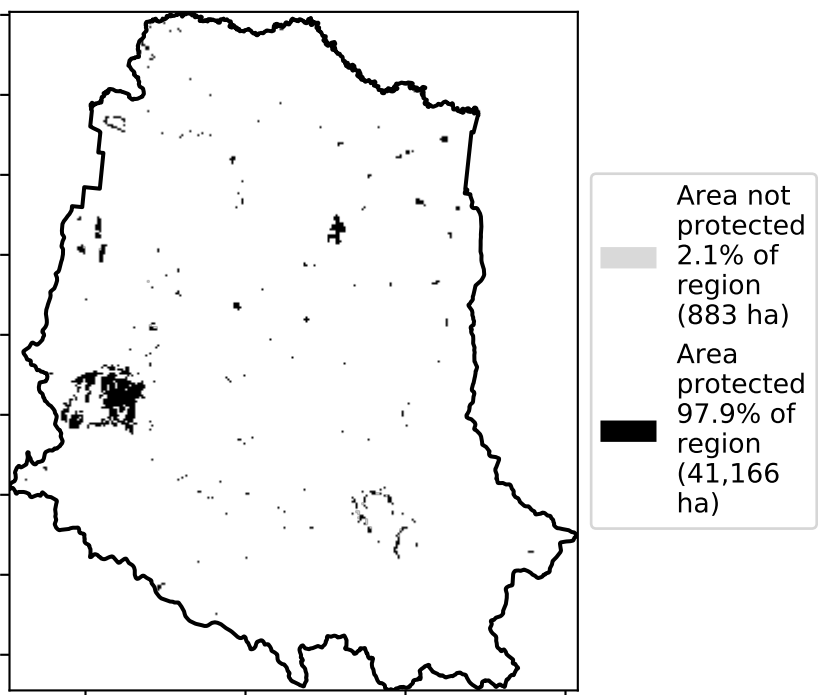 Area not
protected
2.1% of
region
(883 ha)
Area
protected
97.9% of
region
(41,166
ha)